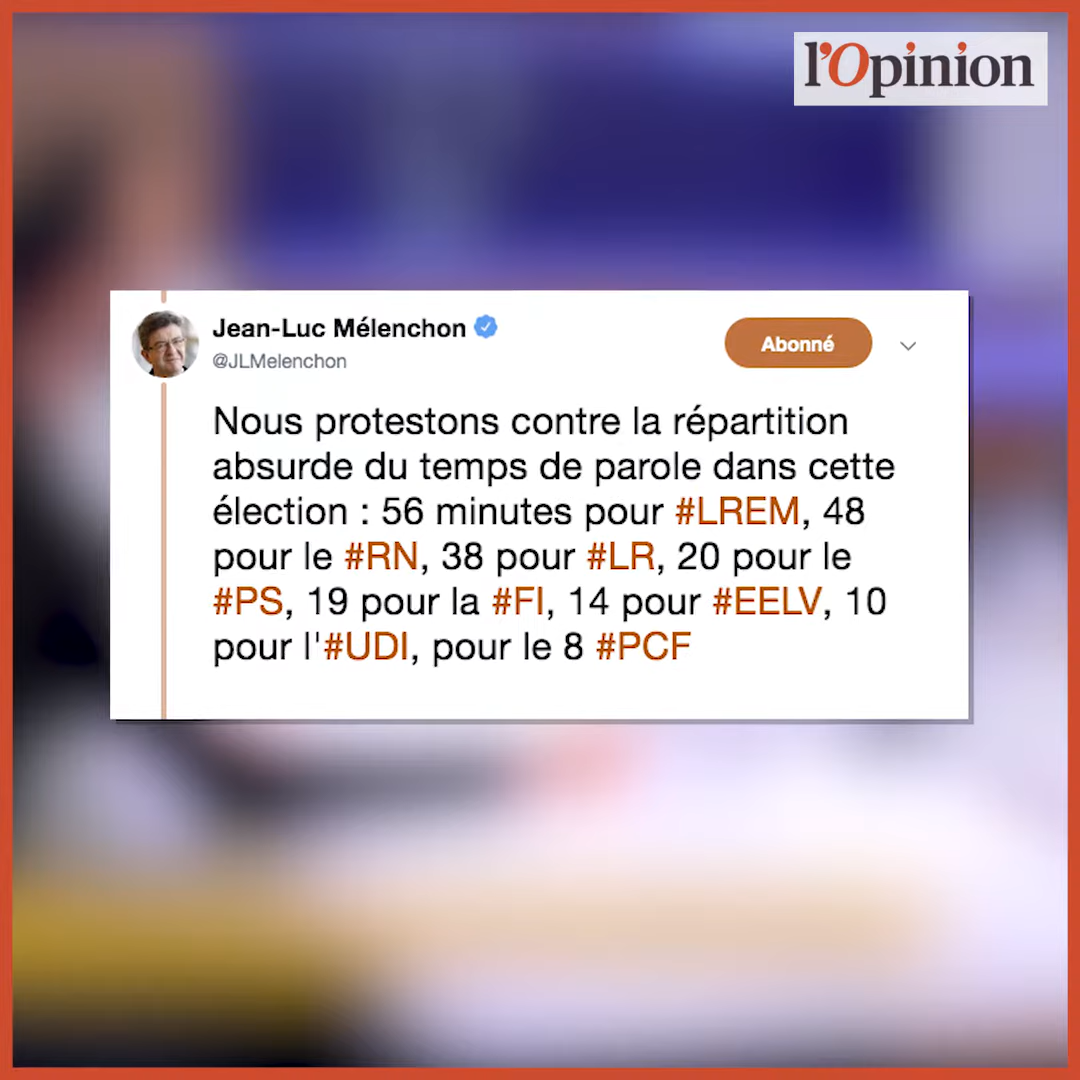 l'Opinion
Jean-Luc Mélenchon
@JLMelenchon
Abonné
Nous protestons contre la répartition
absurde du temps de parole dans cette
élection : 56 minutes pour #LREM, 48
pour le #RN, 38 pour #LR, 20 pour le
#PS, 19 pour la #FI, 14 pour #EELV, 10
pour l'#UDI, pour le 8 #PCF